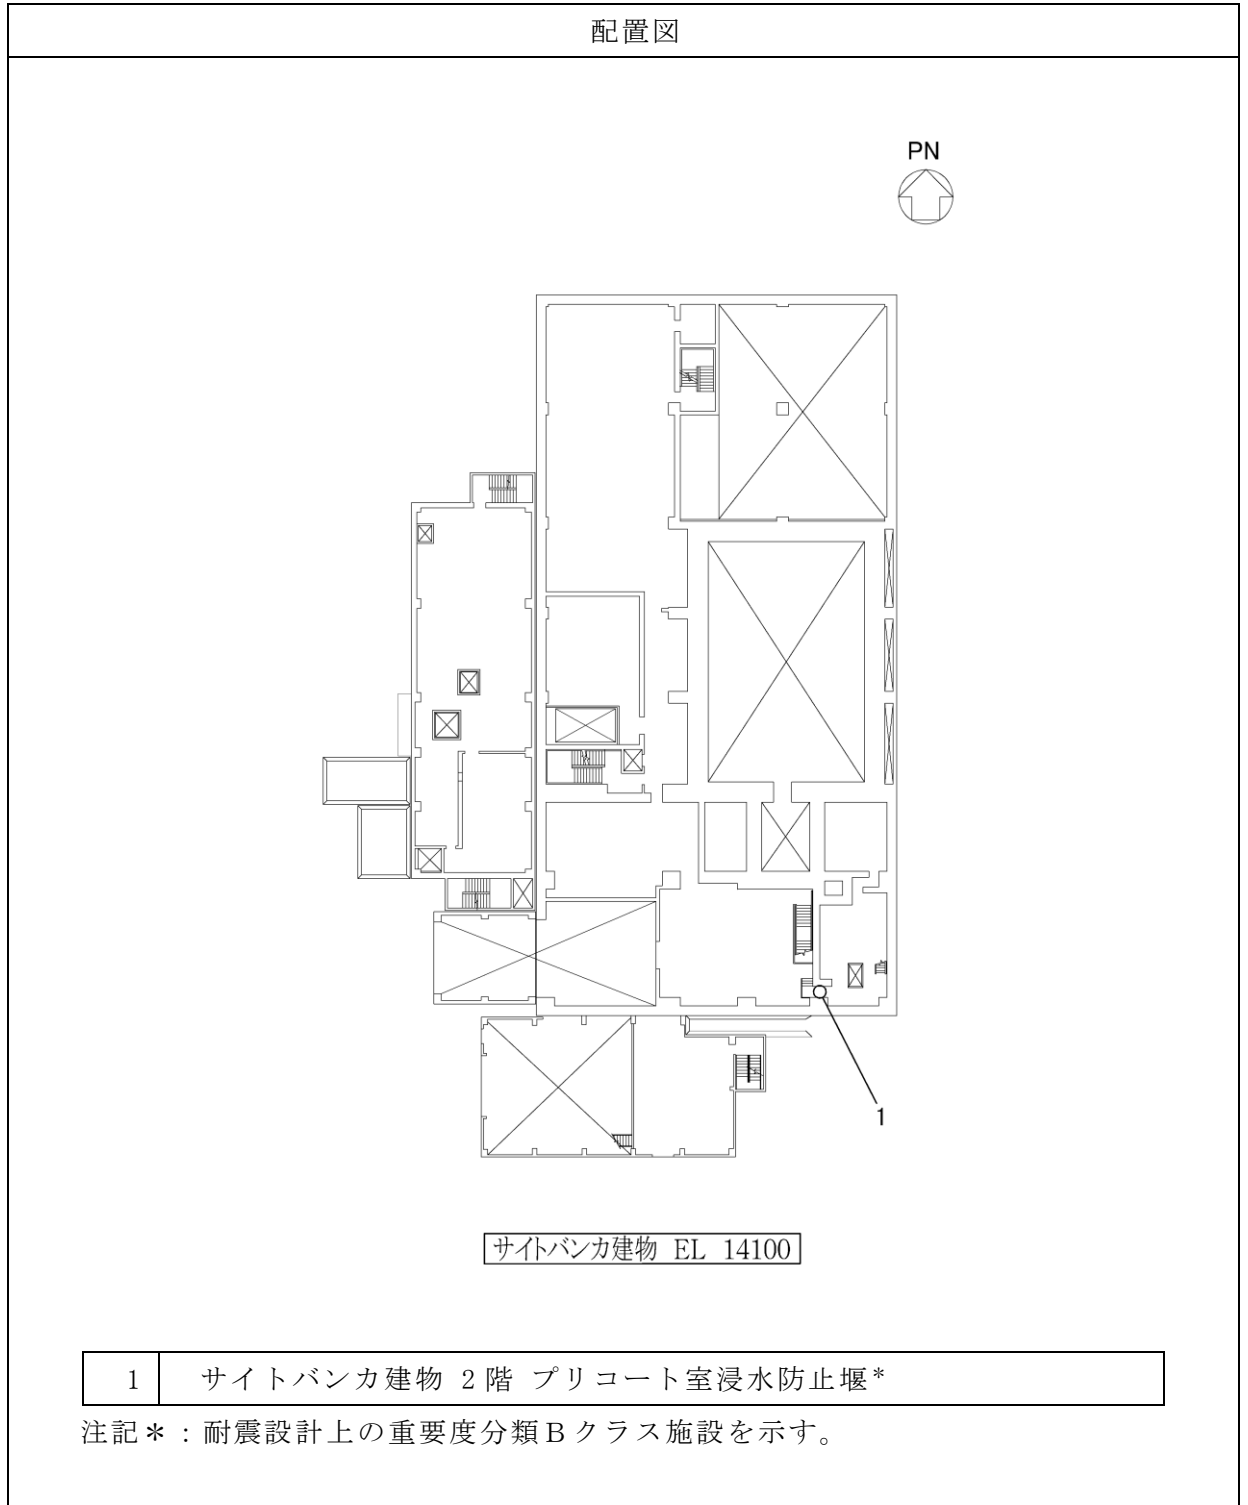 配置図
PN
1
サイトバンカ建物 EL 14100
1 サイトバンカ建物 2階 プリコート室浸水防止堰*
注記*:耐震設計上の重要度分類Bクラス施設を示す。